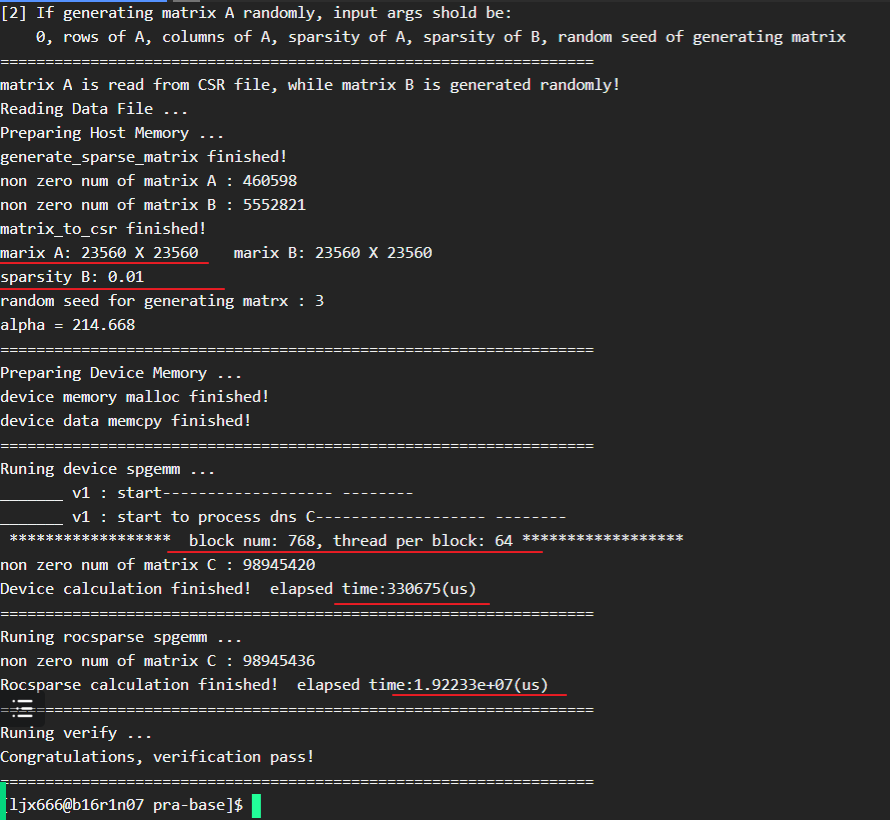 [2] If generating matrix A randomly, input args shold be:
    0, rows of A, columns of A, sparsity of A, sparsity of B, random seed of generating matrix
==================================================================
matrix A is read from CSR file, while matrix B is generated randomly!
Reading Data File ...
Preparing Host Memory ...
generate_sparse_matrix finished!
non zero num of matrix A : 460598
non zero num of matrix B : 5552821
matrix_to_csr finished!
marix A: 23560 X 23560    marix B: 23560 X 23560
sparsity B: 0.01
random seed for generating matrx : 3
alpha = 214.668
==================================================================
Preparing Device Memory ...
device memory malloc finished!
device data memcpy finished!
==================================================================
Runing device spgemm ...
_______ v1 : start------------------- --------
_______ v1 : start to process dns C------------------- --------
 ******************  block num: 768, thread per block: 64 ******************
non zero num of matrix C : 98945420
Device calculation finished!  elapsed time:330675(us)
==================================================================
Runing rocsparse spgemm ...
non zero num of matrix C : 98945436
Rocsparse calculation finished!  elapsed time:1.92233e+07(us)
==================================================================
Runing verify ...
Congratulations, verification pass!
==================================================================
[ljx666@b16r1n07 pra-base]$